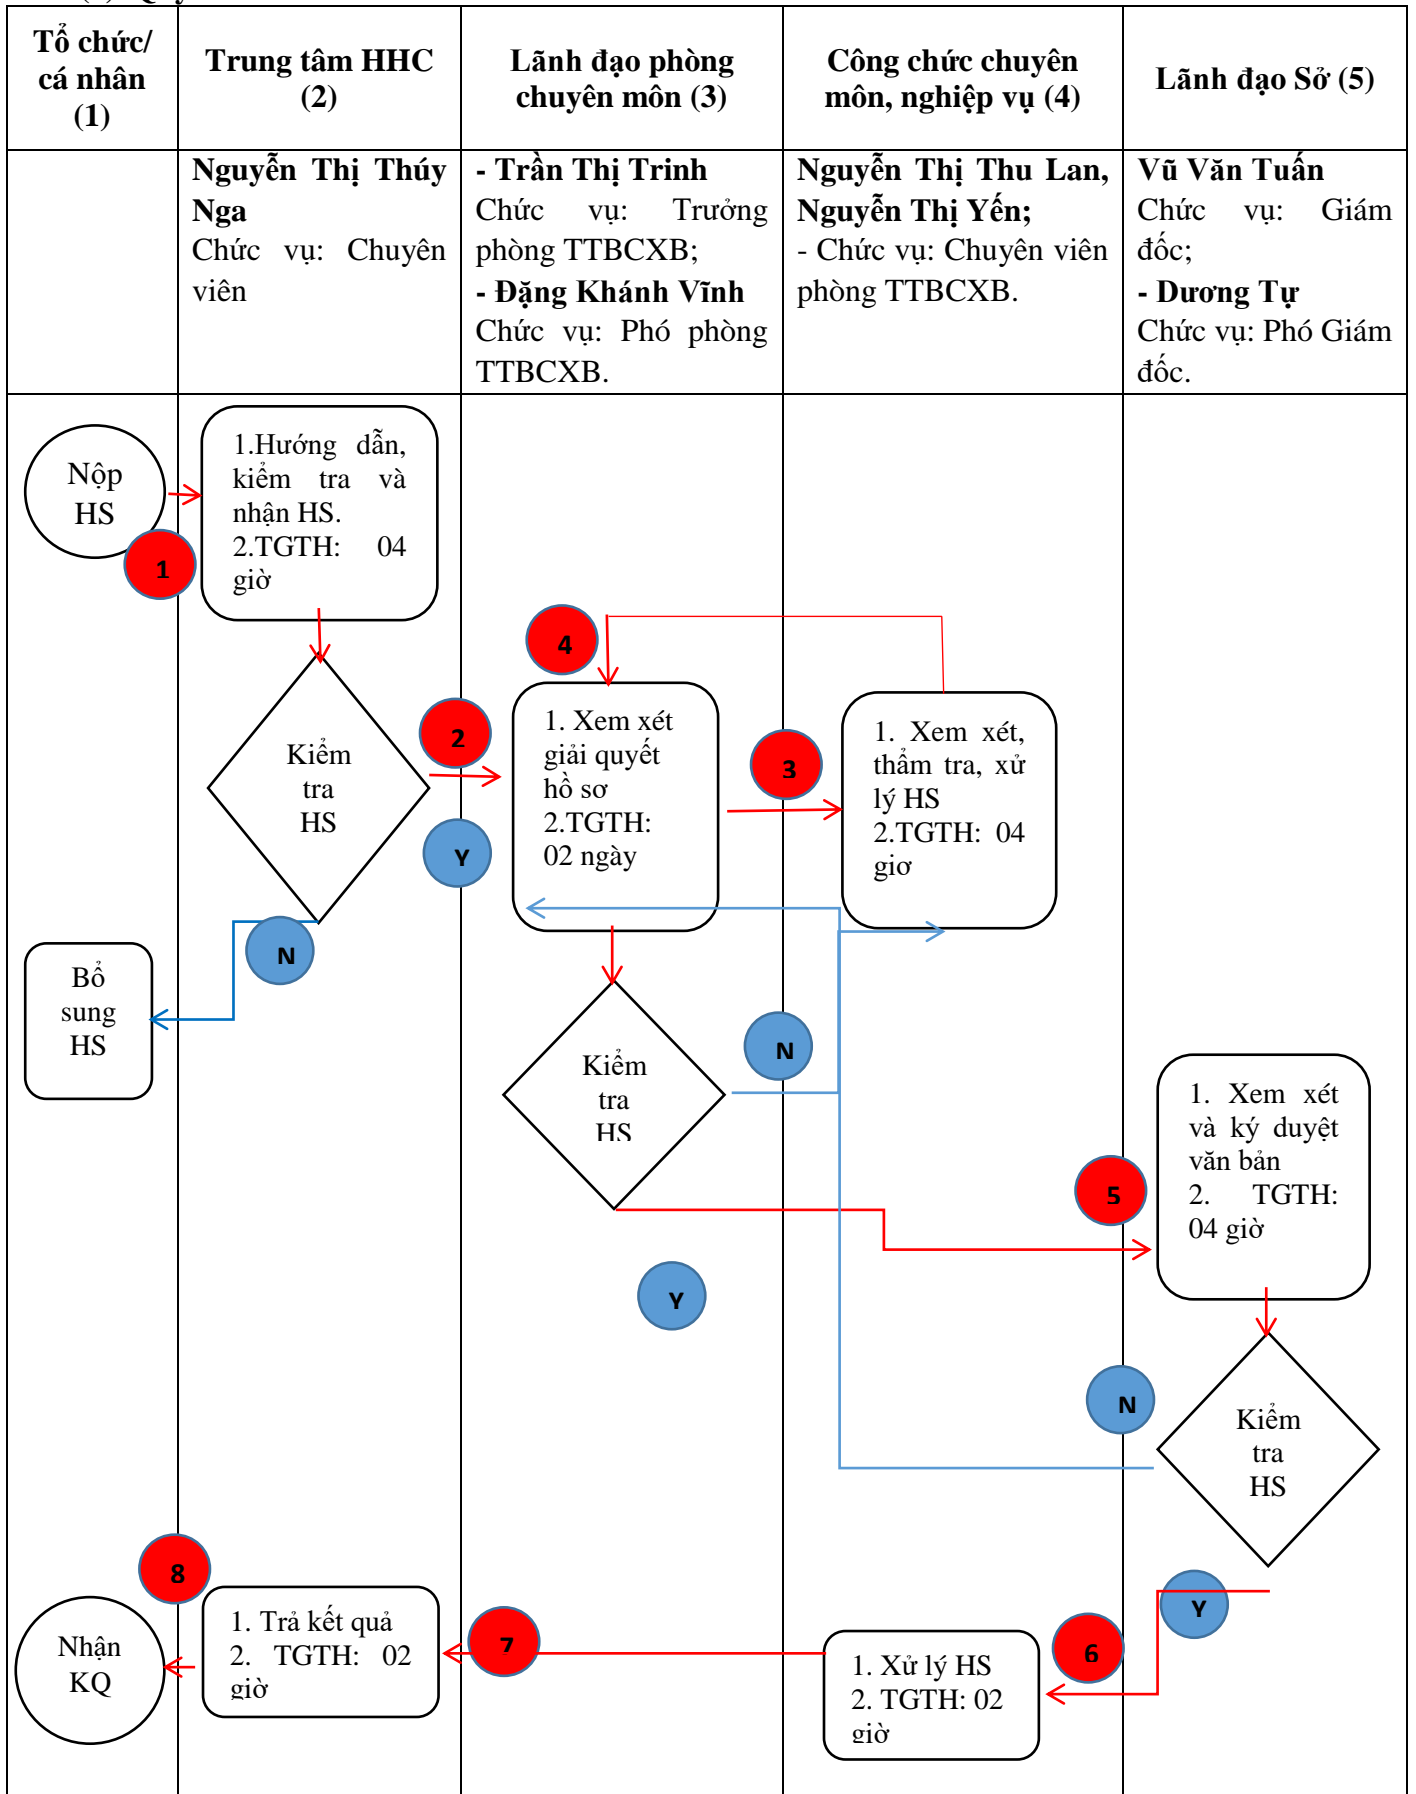 Tổ chức/
cá nhân
(1)
Trung tâm HHC
(2)
Lãnh đạo phòng
chuyên môn (3)
Công chức chuyên
môn, nghiệp vụ (4)
Lãnh đạo Sở (5)
Nguyễn Thị Thúy
Nga
Chức vụ: Chuyên
viên
- Trần Thị Trinh
Chức vụ: Trưởng
phòng TTBCXB;
- Đặng Khánh Vĩnh
Chức vụ: Phó phòng
TTBCXB.
Nguyễn Thị Thu Lan,
Nguyễn Thị Yến;
- Chức vụ: Chuyên viên
phòng TTBCXB.
Vũ Văn Tuấn
Chức vụ: Giám
đốc;
- Dương Tự
Chức vụ: Phó Giám
đốc.
Nộp
HS
1
1.Hướng dẫn,
kiểm tra và
nhận HS.
2.TGTH: 04
giờ
Kiểm
tra
HS
2
Y
N
Bổ
sung
HS
4
1. Xem xét
giải quyết
hồ sơ
2.TGTH:
02 ngày
3
1. Xem xét,
thẩm tra, xử
lý HS
2.TGTH: 04
giơ
Kiểm
tra
HS
N
Y
5
1. Xem xét
và ký duyệt
văn bản
2. TGTH:
04 giờ
N
Kiểm
tra
HS
Y
6
1. Xử lý HS
2. TGTH: 02
giờ
7
1. Trả kết quả
2. TGTH: 02
giờ
8
Nhận
KQ